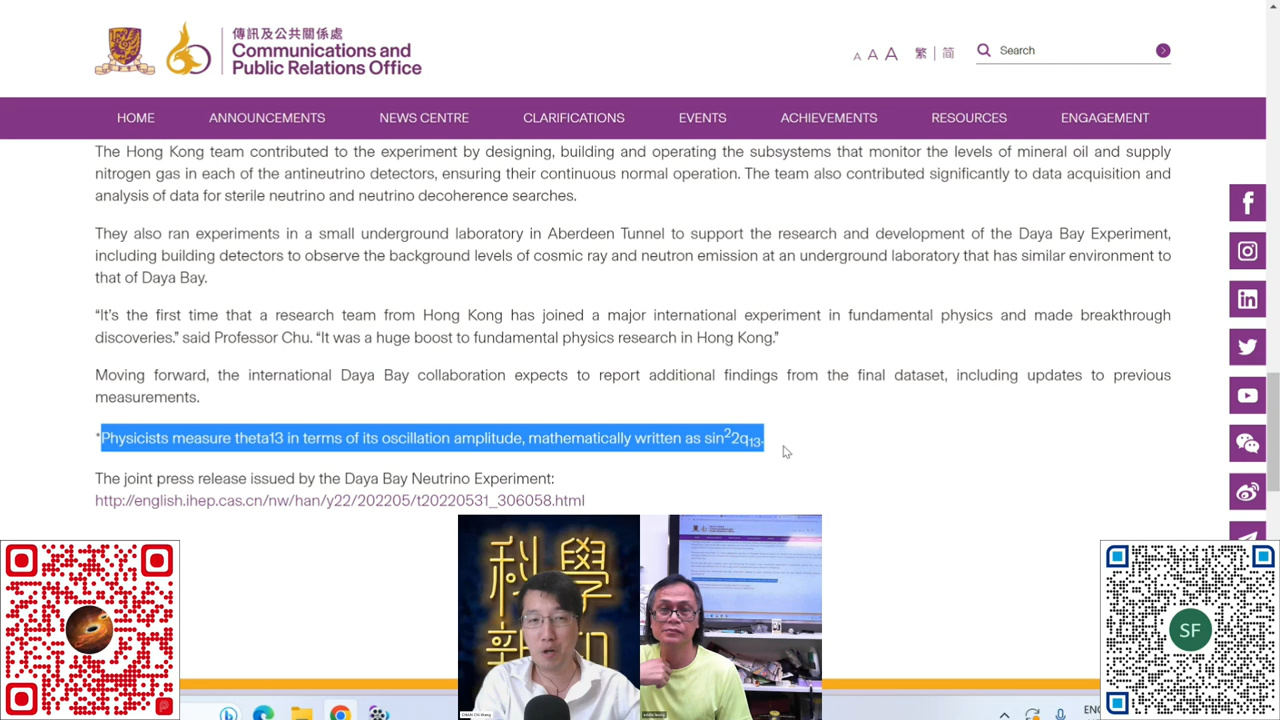 傳訊及公共關係處
Communications and
Public Relations Office
A A A 繁 | 简 Search
HOME ANNOUNCEMENTS NEWS CENTRE CLARIFICATIONS EVENTS ACHIEVEMENTS RESOURCES ENGAGEMENT
The Hong Kong team contributed to the experiment by designing, building and operating the subsystems that monitor the levels of mineral oil and supply
nitrogen gas in each of the antineutrino detectors, ensuring their continuous normal operation. The team also contributed significantly to data acquisition and
analysis of data for sterile neutrino and neutrino decoherence searches.
They also ran experiments in a small underground laboratory in Aberdeen Tunnel to support the research and development of the Daya Bay Experiment,
including building detectors to observe the background levels of cosmic ray and neutron emission at an underground laboratory that has similar environment to
that of Daya Bay.
“It’s the first time that a research team from Hong Kong has joined a major international experiment in fundamental physics and made breakthrough
discoveries.” said Professor Chu. “It was a huge boost to fundamental physics research in Hong Kong.”
Moving forward, the international Daya Bay collaboration expects to report additional findings from the final dataset, including updates to previous
measurements.
*Physicists measure theta13 in terms of its oscillation amplitude, mathematically written as sin²2q₁₃.
The joint press release issued by the Daya Bay Neutrino Experiment:
http://english.ihep.cas.cn/nw/han/y22/202205/t20220531_306058.html
科學
SF
ENG